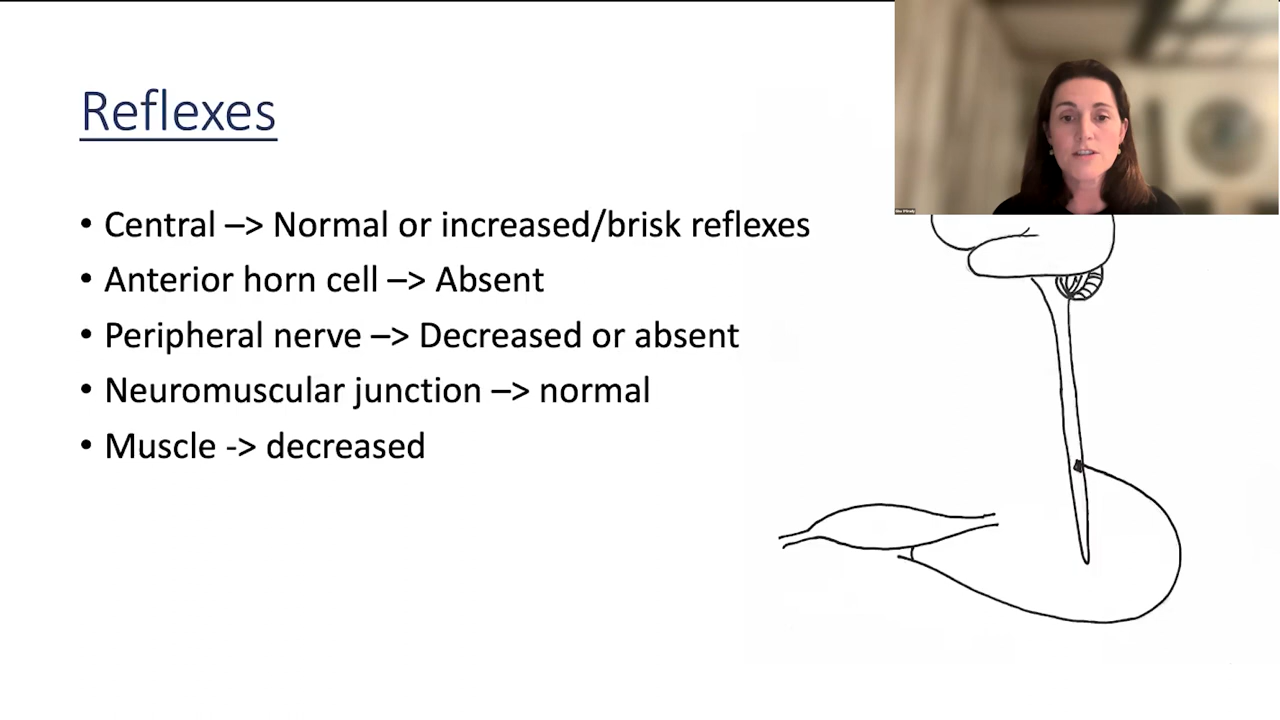 Reflexes
• Central –> Normal or increased/brisk reflexes
• Anterior horn cell –> Absent
• Peripheral nerve –> Decreased or absent
• Neuromuscular junction –> normal
• Muscle -> decreased